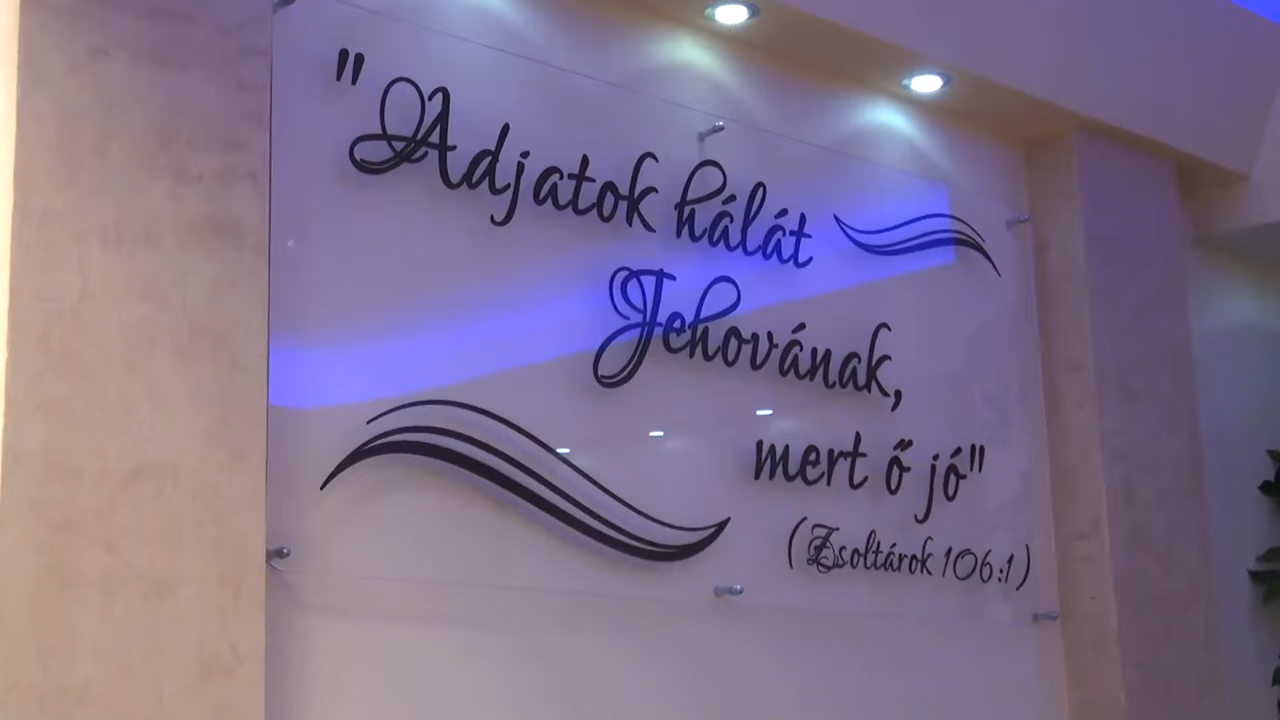 "Adjatok hálát
Jehovának,
mert ő jó"
(Zsoltárok 106:1)